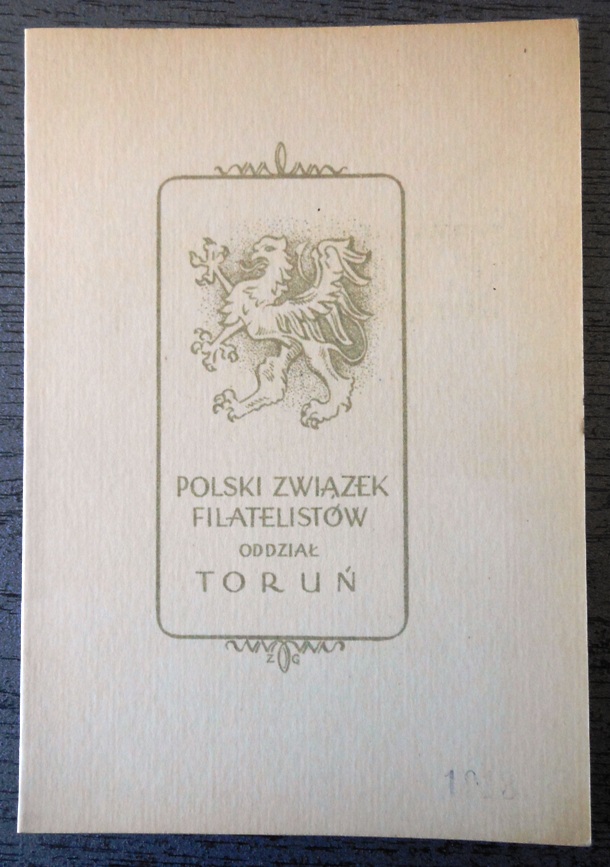 POLSKI ZWIĄZEK
FILATELISTÓW
ODDZIAŁ
TORUŃ
Z G